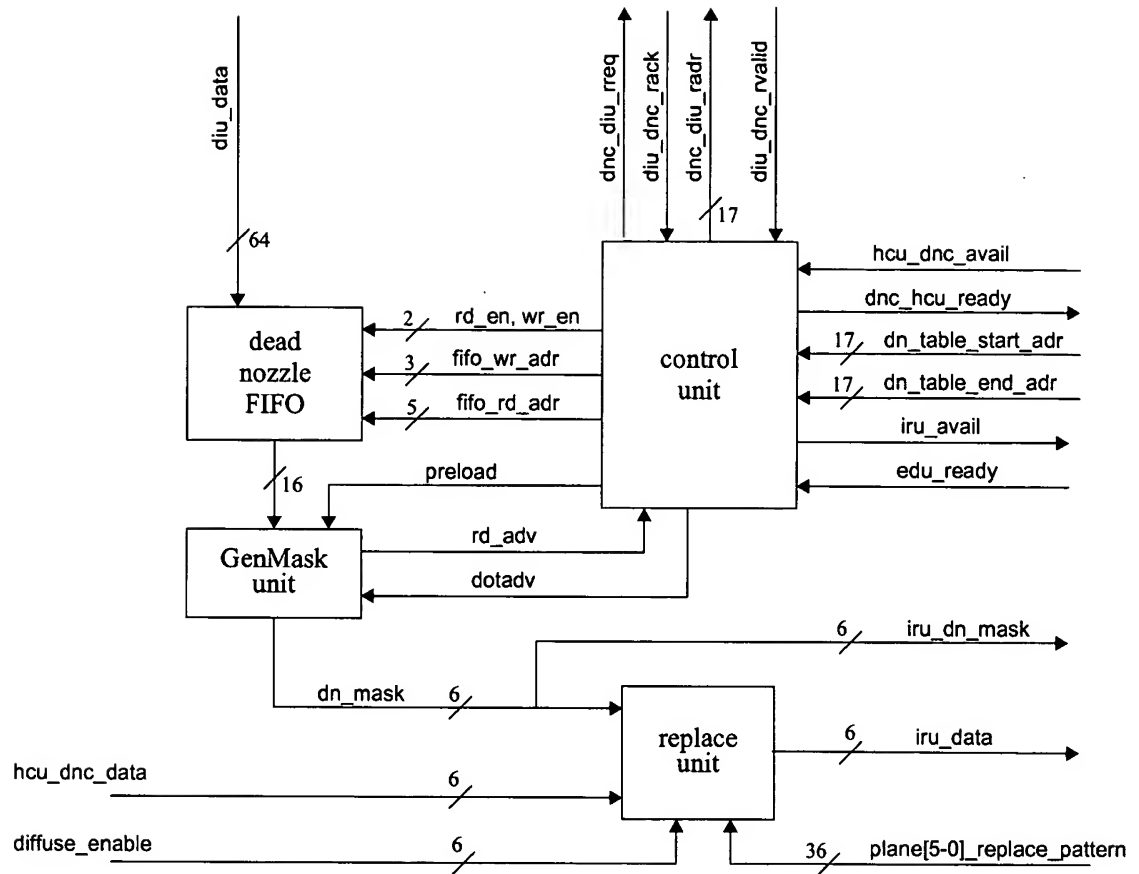 diu_data
64
dnc_diu_rreq
diu_dnc_rack
dnc_diu_radr
17
diu_dnc_rvalid
dead
nozzle
FIFO
2 rd_en, wr_en
3 fifo_wr_adr
5 fifo_rd_adr
control
unit
hcu_dnc_avail
dnc_hcu_ready
17 dn_table_start_adr
17 dn_table_end_adr
iru_avail
edu_ready
16
preload
GenMask
unit
rd_adv
dotadv
dn_mask 6
6 iru_dn_mask
replace
unit
6 iru_data
hcu_dnc_data
6
diffuse_enable
6
36 plane[5-0]_replace_pattern